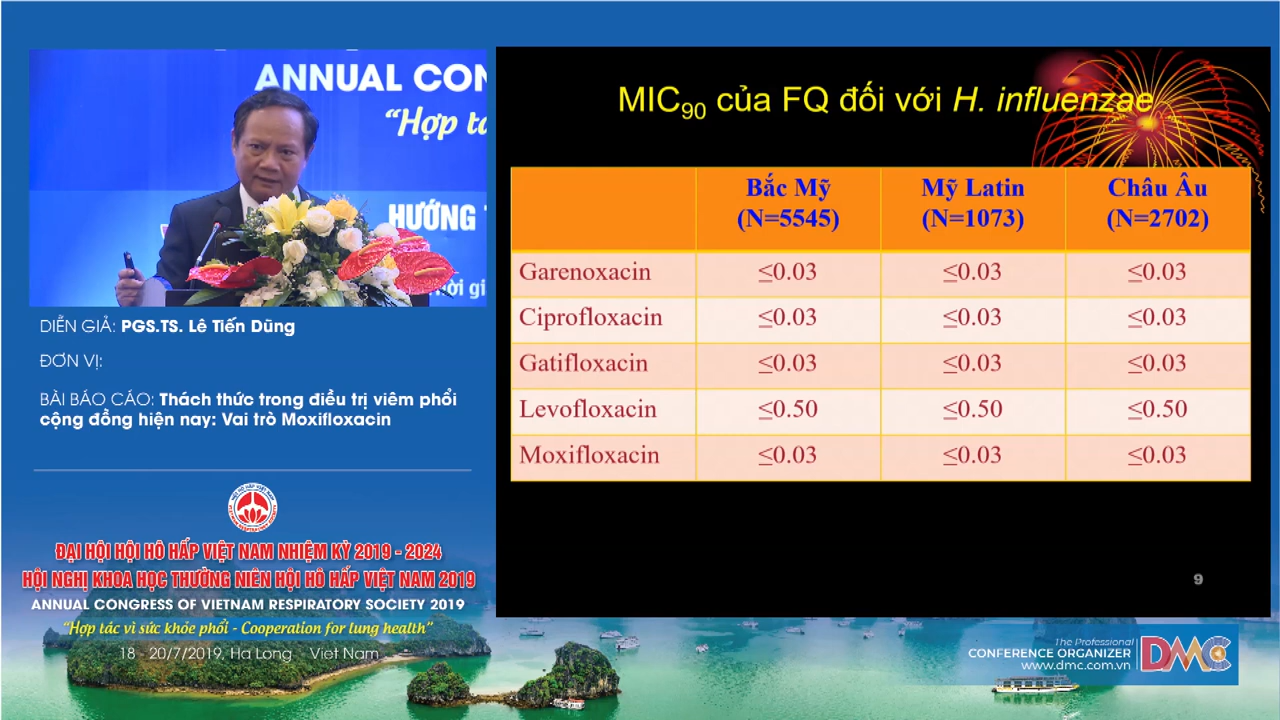 ANNUAL CON
“Hợp tá
HƯỚNG T
DIỄN GIẢ: PGS.TS. Lê Tiến Dũng
ĐƠN VỊ:
BÀI BÁO CÁO: Thách thức trong điều trị viêm phổi
cộng đồng hiện nay: Vai trò Moxifloxacin
ĐẠI HỘI HỘI HÔ HẤP VIỆT NAM NHIỆM KỲ 2019 - 2024
HỘI NGHỊ KHOA HỌC THƯỜNG NIÊN HỘI HÔ HẤP VIỆT NAM 2019
ANNUAL CONGRESS OF VIETNAM RESPIRATORY SOCIETY 2019
“Hợp tác vì sức khỏe phổi - Cooperation for lung health”
18 - 20/7/2019, Ha Long Viet Nam
MIC90 của FQ đối với H. influenzae
Bắc Mỹ Mỹ Latin Châu Âu
(N=5545) (N=1073) (N=2702)
Garenoxacin ≤0.03 ≤0.03 ≤0.03
Ciprofloxacin ≤0.03 ≤0.03 ≤0.03
Gatifloxacin ≤0.03 ≤0.03 ≤0.03
Levofloxacin ≤0.50 ≤0.50 ≤0.50
Moxifloxacin ≤0.03 ≤0.03 ≤0.03
9
The Professional
CONFERENCE ORGANIZER
www.dmc.com.vn
DMC